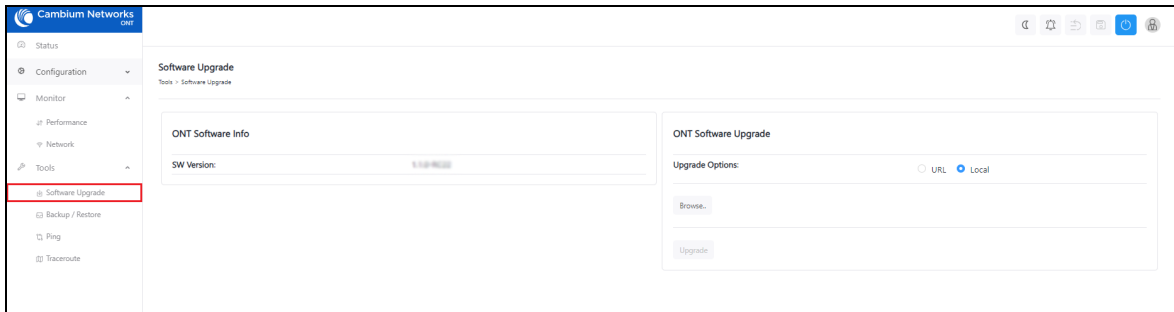 Cambium Networks
ONT
Status
Configuration
Monitor
Performance
Network
Tools
Software Upgrade
Backup / Restore
Ping
Traceroute
Software Upgrade
Tools > Software Upgrade
ONT Software Info
SW Version:
ONT Software Upgrade
Upgrade Options:
URL Local
Browse..
Upgrade